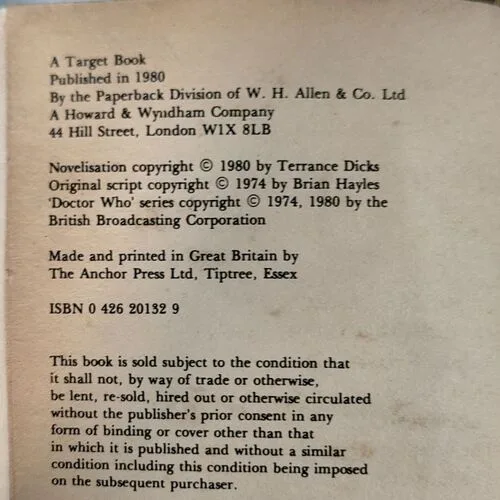 A Target Book
Published in 1980
By the Paperback Division of W. H. Allen & Co. Ltd
A Howard & Wyndham Company
44 Hill Street, London W1X 8LB
Novelisation copyright © 1980 by Terrance Dicks
Original script copyright © 1974 by Brian Hayles
'Doctor Who' series copyright © 1974, 1980 by the
British Broadcasting Corporation
Made and printed in Great Britain by
The Anchor Press Ltd, Tiptree, Essex
ISBN 0 426 20132 9
This book is sold subject to the condition that
it shall not, by way of trade or otherwise,
be lent, re-sold, hired out or otherwise circulated
without the publisher's prior consent in any
form of binding or cover other than that
in which it is published and without a similar
condition including this condition being imposed
on the subsequent purchaser.